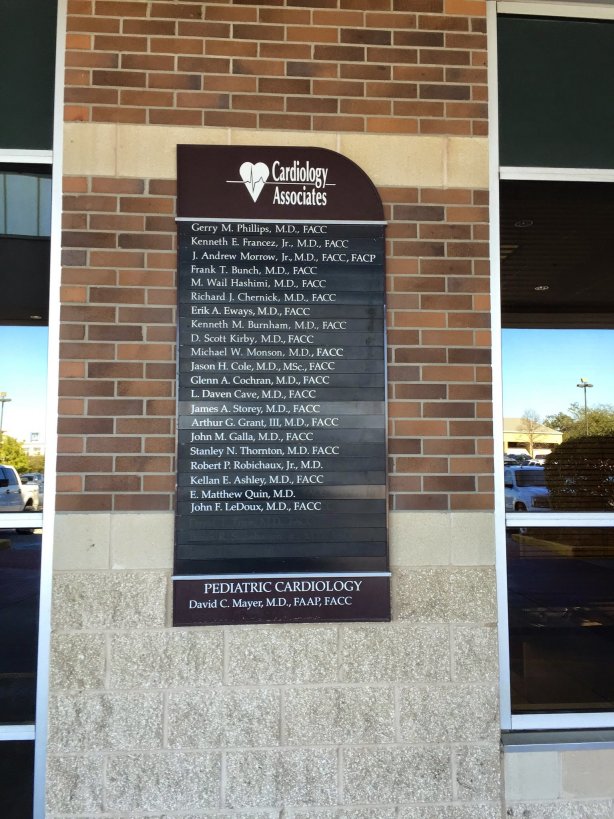 Cardiology
Associates
Gerry M. Phillips, M.D., FACC
Kenneth E. Francez, Jr., M.D., FACC
J. Andrew Morrow, Jr., M.D., FACC, FACP
Frank T. Bunch, M.D., FACC
M. Wail Hashimi, M.D., FACC
Richard J. Chernick, M.D., FACC
Erik A. Eways, M.D., FACC
Kenneth M. Burnham, M.D., FACC
D. Scott Kirby, M.D., FACC
Michael W. Monson, M.D., FACC
Jason H. Cole, M.D., MSc., FACC
Glenn A. Cochran, M.D., FACC
L. Daven Cave, M.D., FACC
James A. Storey, M.D., FACC
Arthur G. Grant, III, M.D., FACC
John M. Galla, M.D., FACC
Stanley N. Thornton, M.D. FACC
Robert P. Robichaux, Jr., M.D.
Kellan E. Ashley, M.D., FACC
E. Matthew Quin, M.D.
John F. LeDoux, M.D., FACC
PEDIATRIC CARDIOLOGY
David C. Mayer, M.D., FAAP, FACC